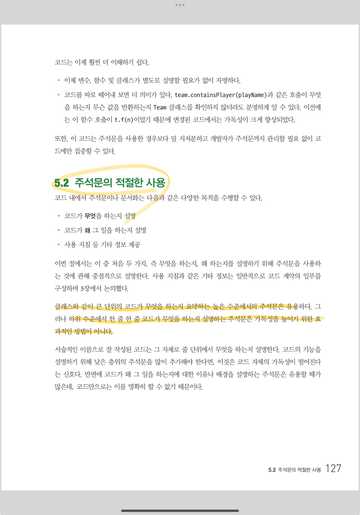 코드는 이제 훨씬 더 이해하기 쉽다.
• 이제 변수, 함수 및 클래스가 별도로 설명할 필요가 없이 자명하다.
• 코드를 따로 떼어내 보면 더 의미가 있다. team.containsPlayer(playName)과 같은 호출이 무엇
을 하는지 무슨 값을 반환하는지 Team 클래스를 확인하지 않더라도 분명하게 알 수 있다. 이전에
는 이 함수 호출이 t.f(n)이었기 때문에 변경된 코드에서는 가독성이 크게 향상되었다.
또한, 이 코드는 주석문을 사용한 경우보다 덜 지저분하고 개발자가 주석문까지 관리할 필요 없이 코
드에만 집중할 수 있다.
5.2 주석문의 적절한 사용
코드 내에서 주석문이나 문서화는 다음과 같은 다양한 목적을 수행할 수 있다.
• 코드가 무엇을 하는지 설명
• 코드가 왜 그 일을 하는지 설명
• 사용 지침 등 기타 정보 제공
이번 절에서는 이 중 처음 두 가지, 즉 무엇을 하는지, 왜 하는지를 설명하기 위해 주석문을 사용하
는 것에 관해 중점적으로 설명한다. 사용 지침과 같은 기타 정보는 일반적으로 코드 계약의 일부를
구성하며 3장에서 논의했다.
클래스와 같이 큰 단위의 코드가 무엇을 하는지 요약하는 높은 수준에서의 주석문은 유용하다. 그
러나 하위 수준에서 한 줄 한 줄 코드가 무엇을 하는지 설명하는 주석문은 가독성을 높이기 위한 효
과적인 방법이 아니다.
서술적인 이름으로 잘 작성된 코드는 그 자체로 줄 단위에서 무엇을 하는지 설명한다. 코드의 기능을
설명하기 위해 낮은 층위의 주석문을 많이 추가해야 한다면, 이것은 코드 자체의 가독성이 떨어진다
는 신호다. 반면에 코드가 왜 그 일을 하는지에 대한 이유나 배경을 설명하는 주석문은 유용할 때가
많은데, 코드만으로는 이를 명확히 할 수 없기 때문이다.
5.2 주석문의 적절한 사용 127